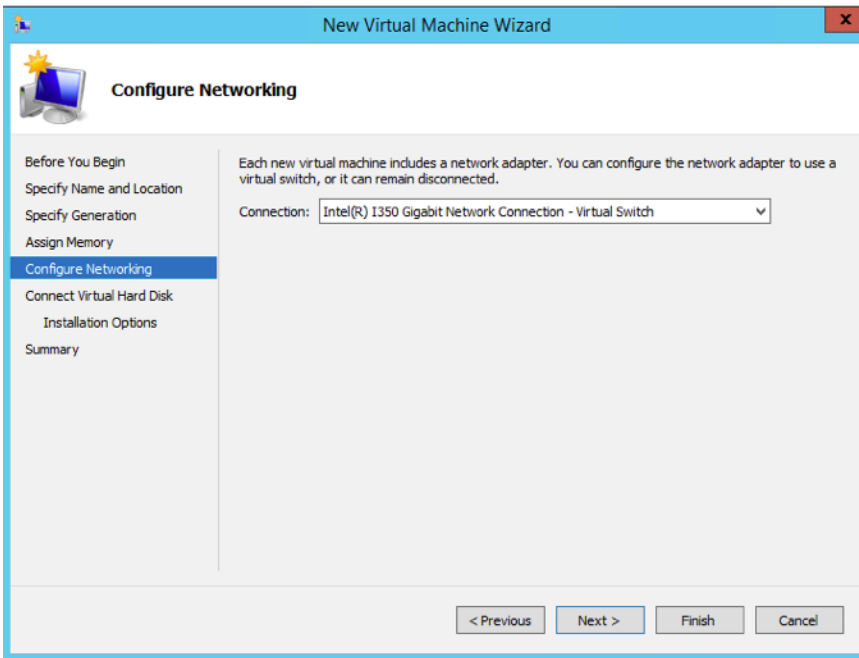 New Virtual Machine Wizard
X
Configure Networking
Before You Begin
Specify Name and Location
Specify Generation
Assign Memory
Configure Networking
Connect Virtual Hard Disk
Installation Options
Summary
Each new virtual machine includes a network adapter. You can configure the network adapter to use a
virtual switch, or it can remain disconnected.
Connection: Intel(R) I350 Gigabit Network Connection - Virtual Switch
< Previous Next > Finish Cancel